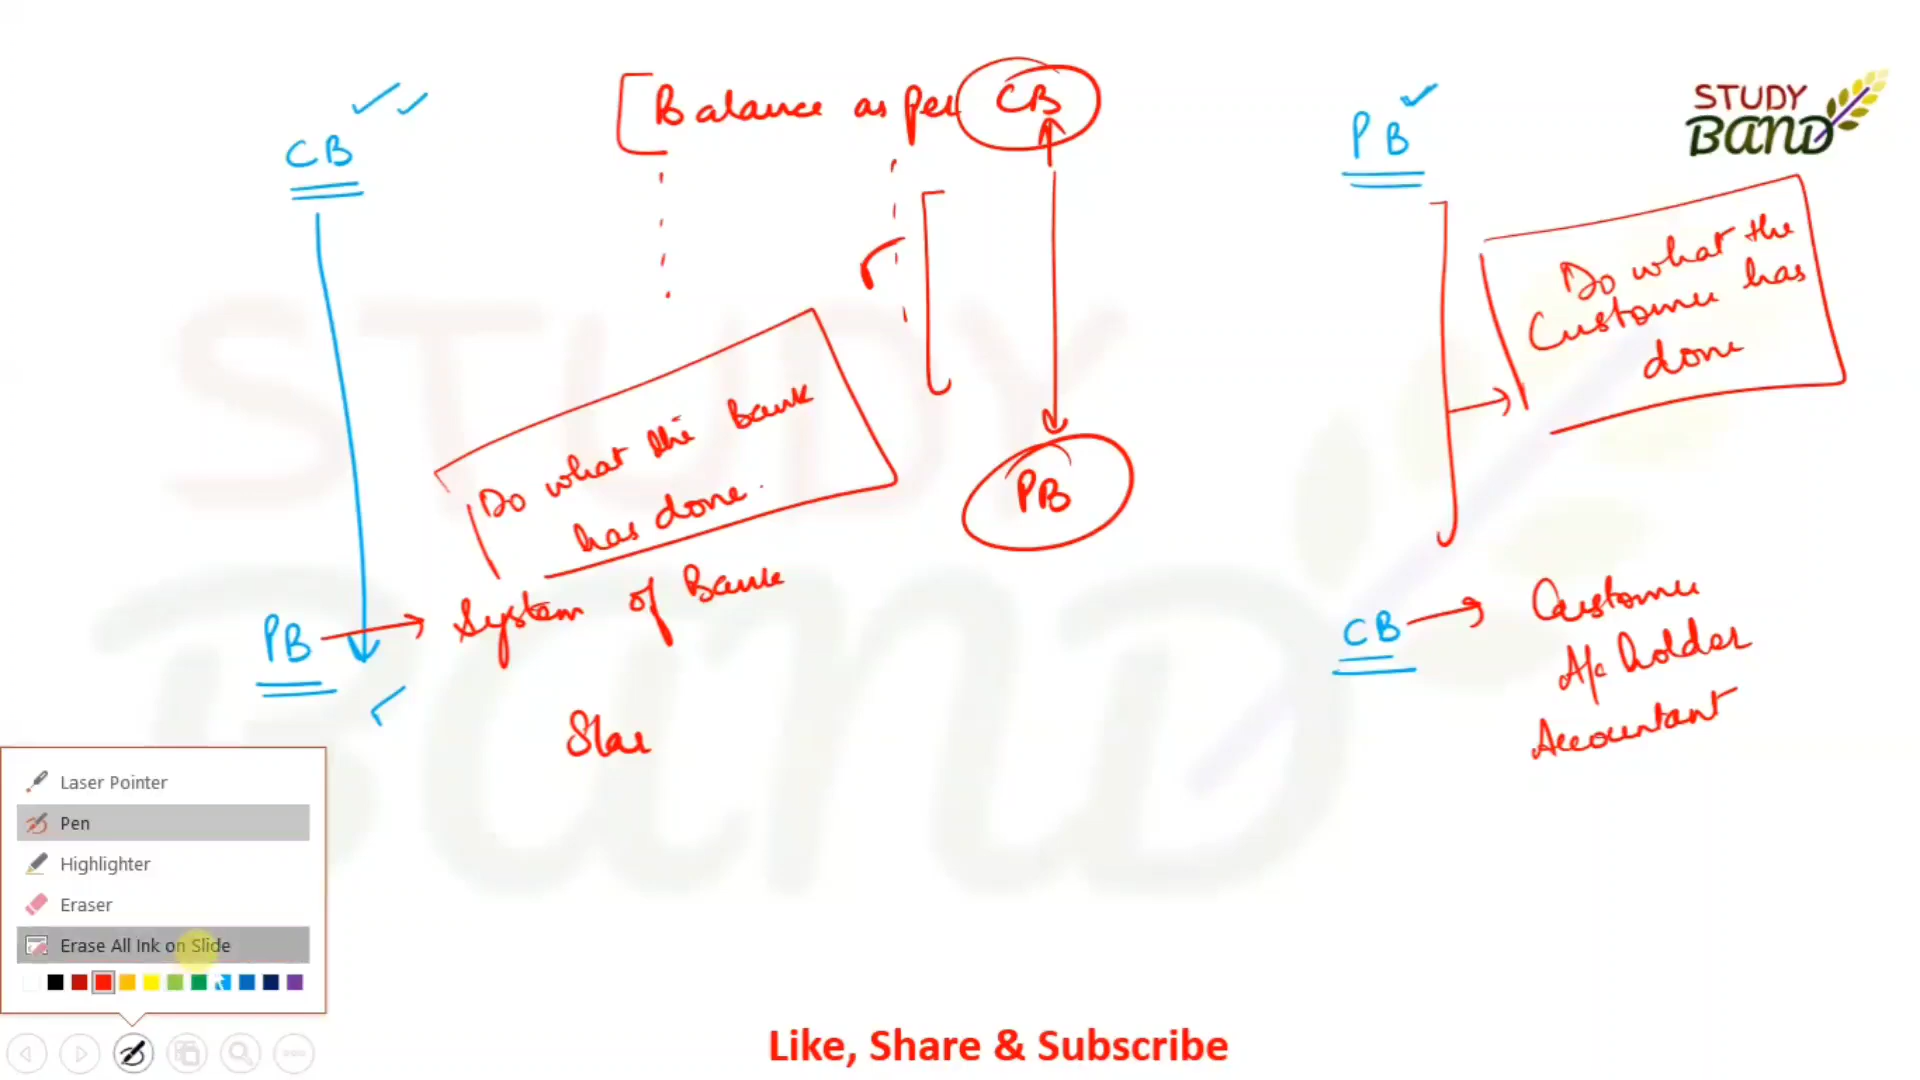 CB
Balance as Per CB
PB
STUDY
BAND
Do what the
Customer has
done
Do what the Bank
has done.
PB
PB
System of Bank
CB
Customer
A/c holder
Accountant
STUDY
BAND
Laser Pointer
Pen
Highlighter
Eraser
Erase All Ink on Slide
Like, Share & Subscribe